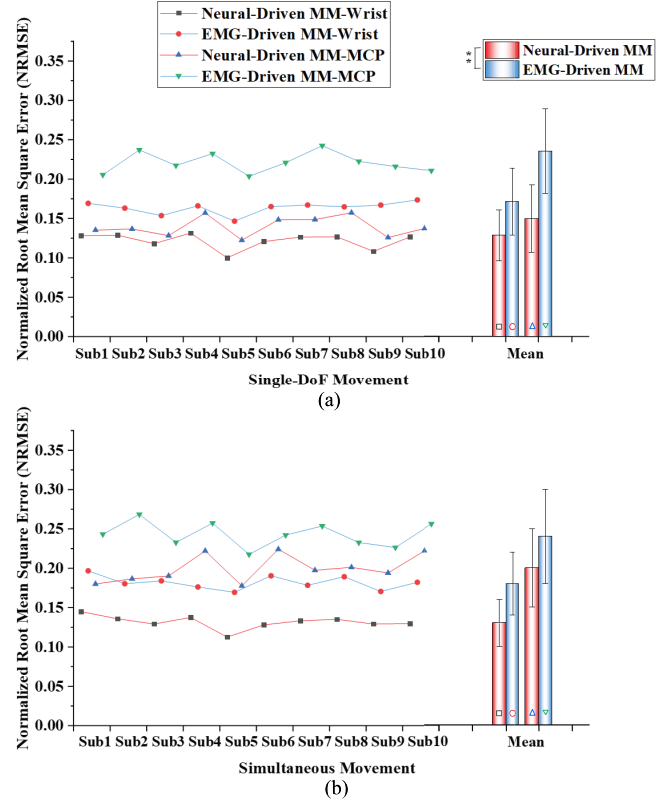 Neural-Driven MM-Wrist
EMG-Driven MM-Wrist
Neural-Driven MM-MCP
EMG-Driven MM-MCP
**
Neural-Driven MM
EMG-Driven MM
Normalized Root Mean Square Error (NRMSE)
0.35
0.30
0.25
0.20
0.15
0.10
0.05
0.00
Sub1 Sub2 Sub3 Sub4 Sub5 Sub6 Sub7 Sub8 Sub9 Sub10 Mean
Single-DoF Movement
(a)
Normalized Root Mean Square Error (NRMSE)
0.35
0.30
0.25
0.20
0.15
0.10
0.05
0.00
Sub1 Sub2 Sub3 Sub4 Sub5 Sub6 Sub7 Sub8 Sub9 Sub10 Mean
Simultaneous Movement
(b)